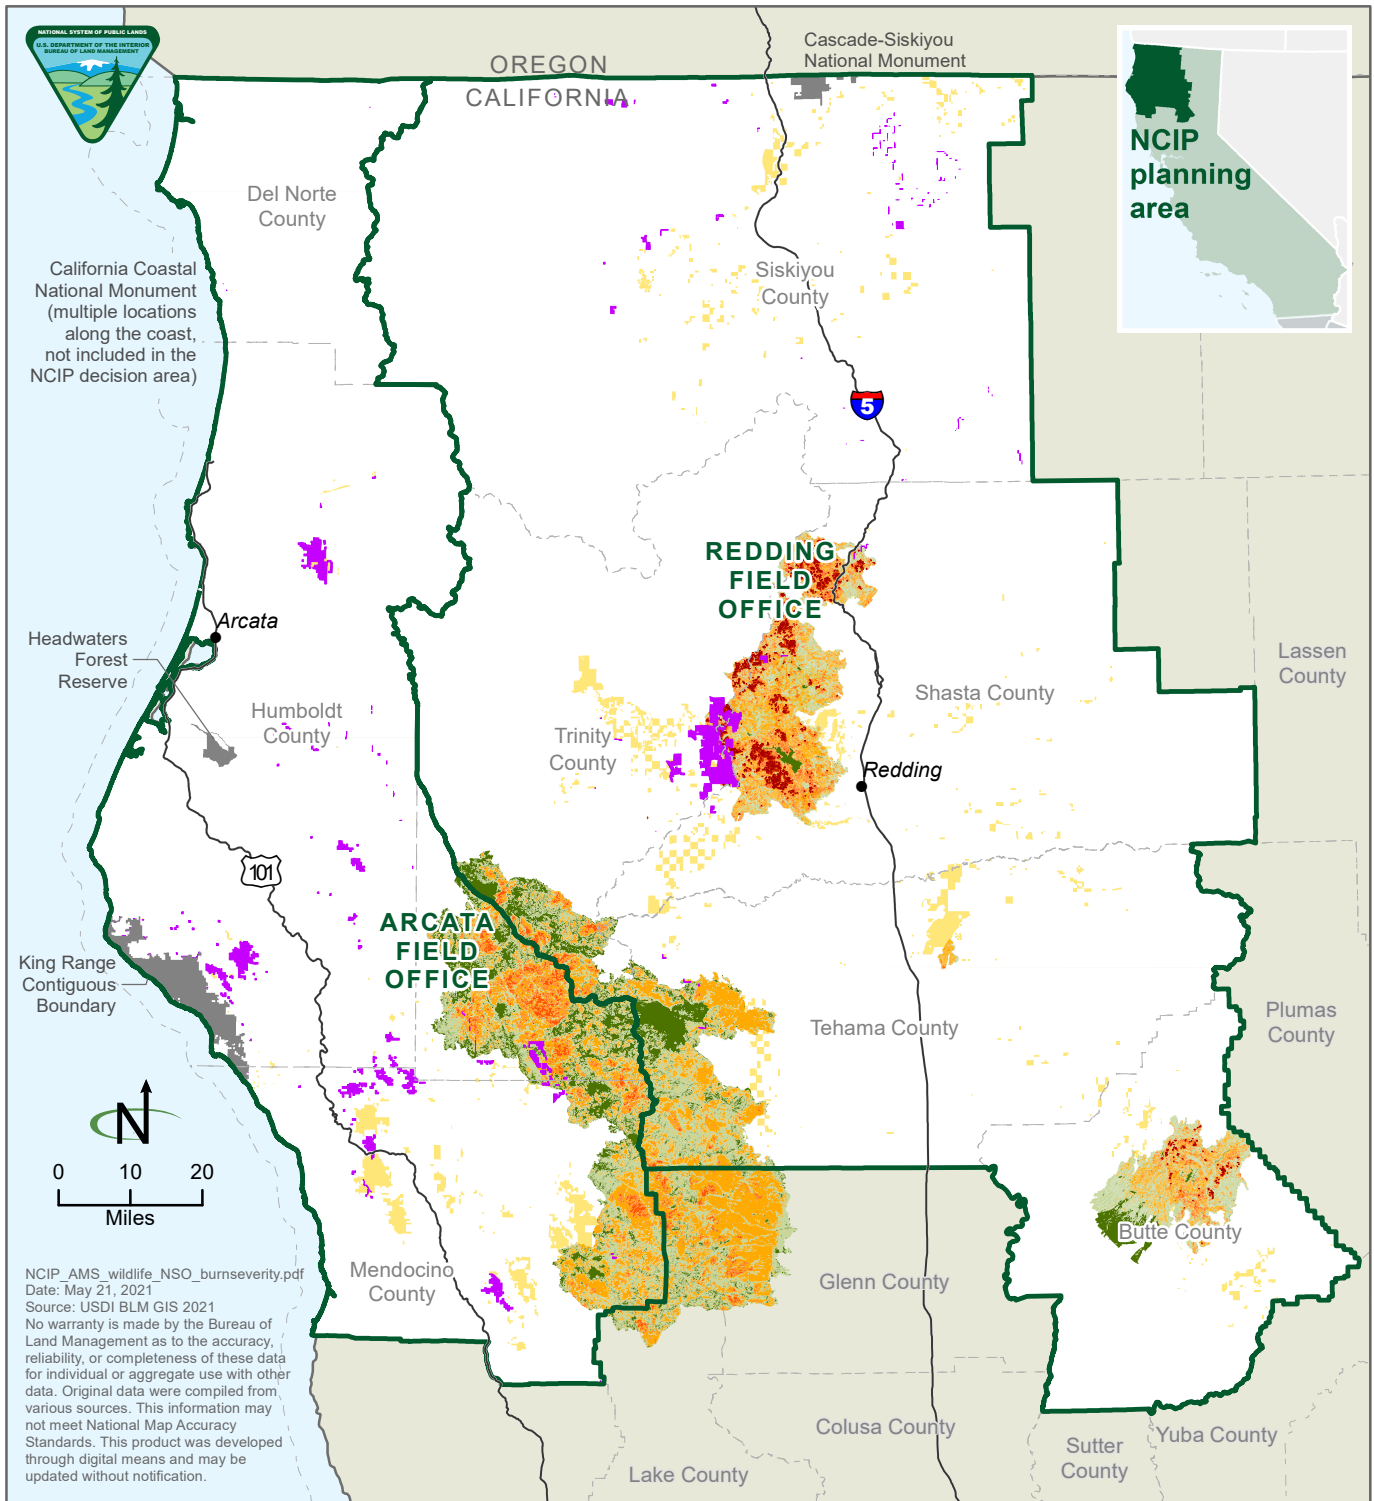 NATIONAL SYSTEM OF PUBLIC LANDS
U.S. DEPARTMENT OF THE INTERIOR
BUREAU OF LAND MANAGEMENT
OREGON
CALIFORNIA
Cascade-Siskiyou
National Monument
NCIP
planning
area
Del Norte
County
California Coastal
National Monument
(multiple locations
along the coast,
not included in the
NCIP decision area)
Siskiyou
County
5
REDDING
FIELD
OFFICE
Arcata
Headwaters
Forest
Reserve
Lassen
County
Shasta County
Humboldt
County
Trinity
County
Redding
101
ARCATA
FIELD
OFFICE
King Range
Contiguous
Boundary
Tehama County
Plumas
County
N
0 10 20
Miles
Butte County
Mendocino
County
Glenn County
NCIP_AMS_wildlife_NSO_burnseverity.pdf
Date: May 21, 2021
Source: USDI BLM GIS 2021
No warranty is made by the Bureau of
Land Management as to the accuracy,
reliability, or completeness of these data
for individual or aggregate use with other
data. Original data were compiled from
various sources. This information may
not meet National Map Accuracy
Standards. This product was developed
through digital means and may be
updated without notification.
Colusa County
Sutter
County
Yuba County
Lake County